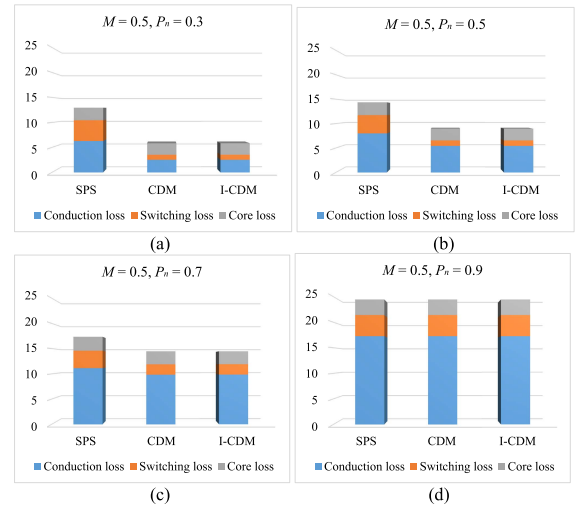 M = 0.5, Pn = 0.3
25
20
15
10
5
0
SPS CDM I-CDM
Conduction loss Switching loss Core loss
(a)
M = 0.5, Pn = 0.5
25
20
15
10
5
0
SPS CDM I-CDM
Conduction loss Switching loss Core loss
(b)
M = 0.5, Pn = 0.7
25
20
15
10
5
0
SPS CDM I-CDM
Conduction loss Switching loss Core loss
(c)
M = 0.5, Pn = 0.9
25
20
15
10
5
0
SPS CDM I-CDM
Conduction loss Switching loss Core loss
(d)